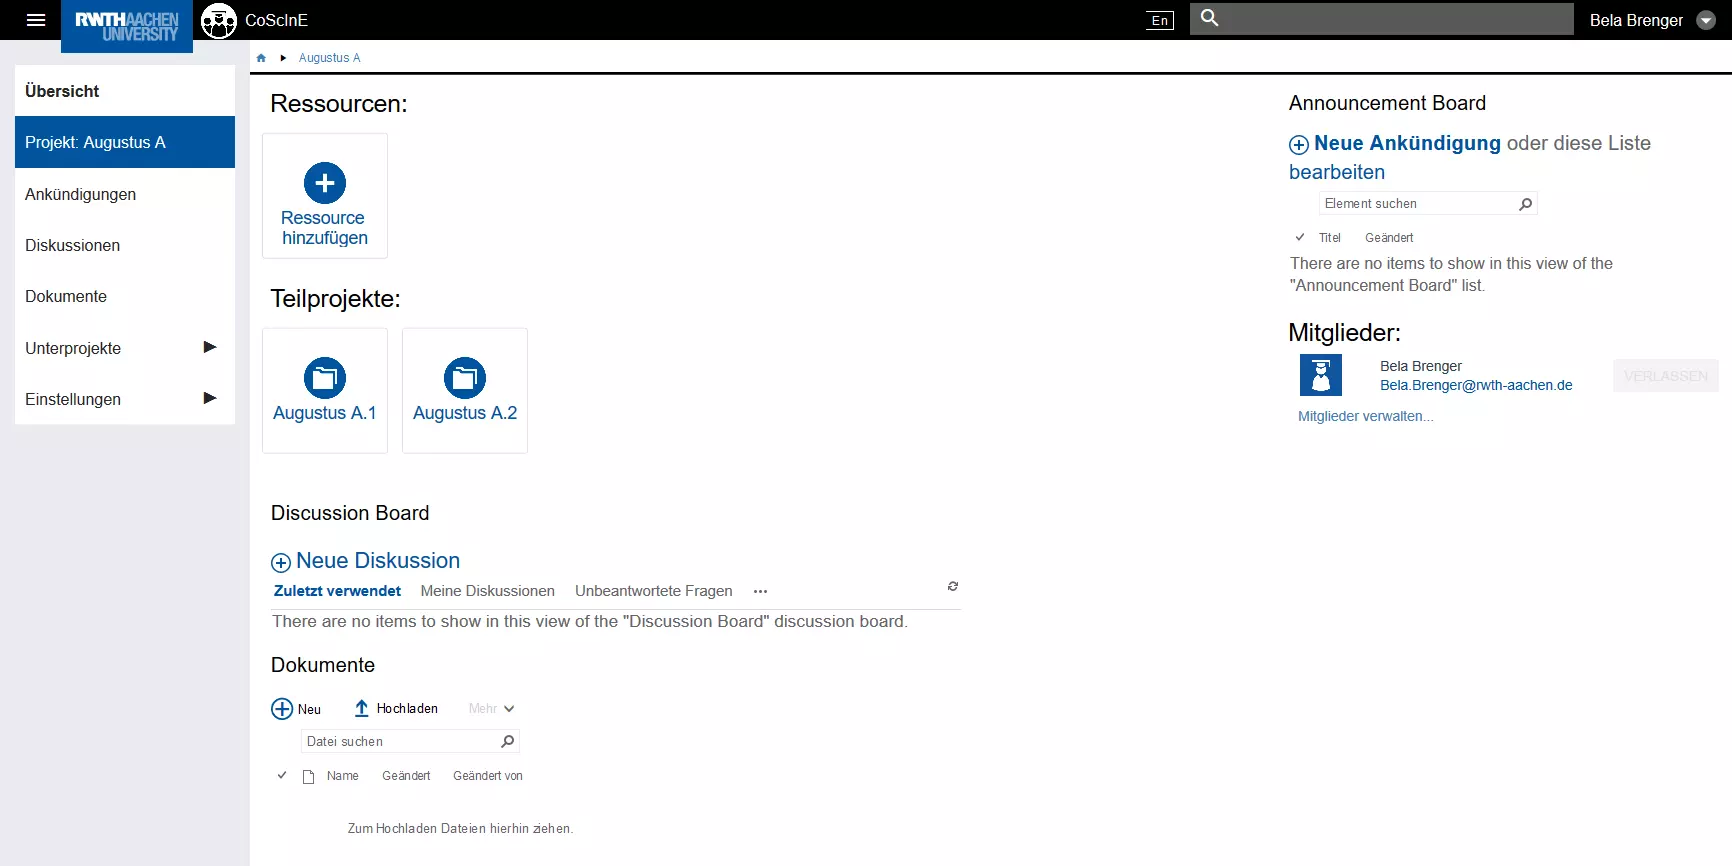 RWTHAACHEN
UNIVERSITY
CoScInE
En
Bela Brenger
Übersicht
Projekt: Augustus A
Ankündigungen
Diskussionen
Dokumente
Unterprojekte
Einstellungen
Augustus A
Ressourcen:
Ressource
hinzufügen
Teilprojekte:
Augustus A.1
Augustus A.2
Discussion Board
Neue Diskussion
Zuletzt verwendet Meine Diskussionen Unbeantwortete Fragen ...
There are no items to show in this view of the "Discussion Board" discussion board.
Dokumente
Neu Hochladen Mehr
Datei suchen
Name Geändert Geändert von
Zum Hochladen Dateien hierhin ziehen.
Announcement Board
Neue Ankündigung oder diese Liste
bearbeiten
Element suchen
Titel Geändert
There are no items to show in this view of the
"Announcement Board" list.
Mitglieder:
Bela Brenger
Bela.Brenger@rwth-aachen.de
VERLASSEN
Mitglieder verwalten...